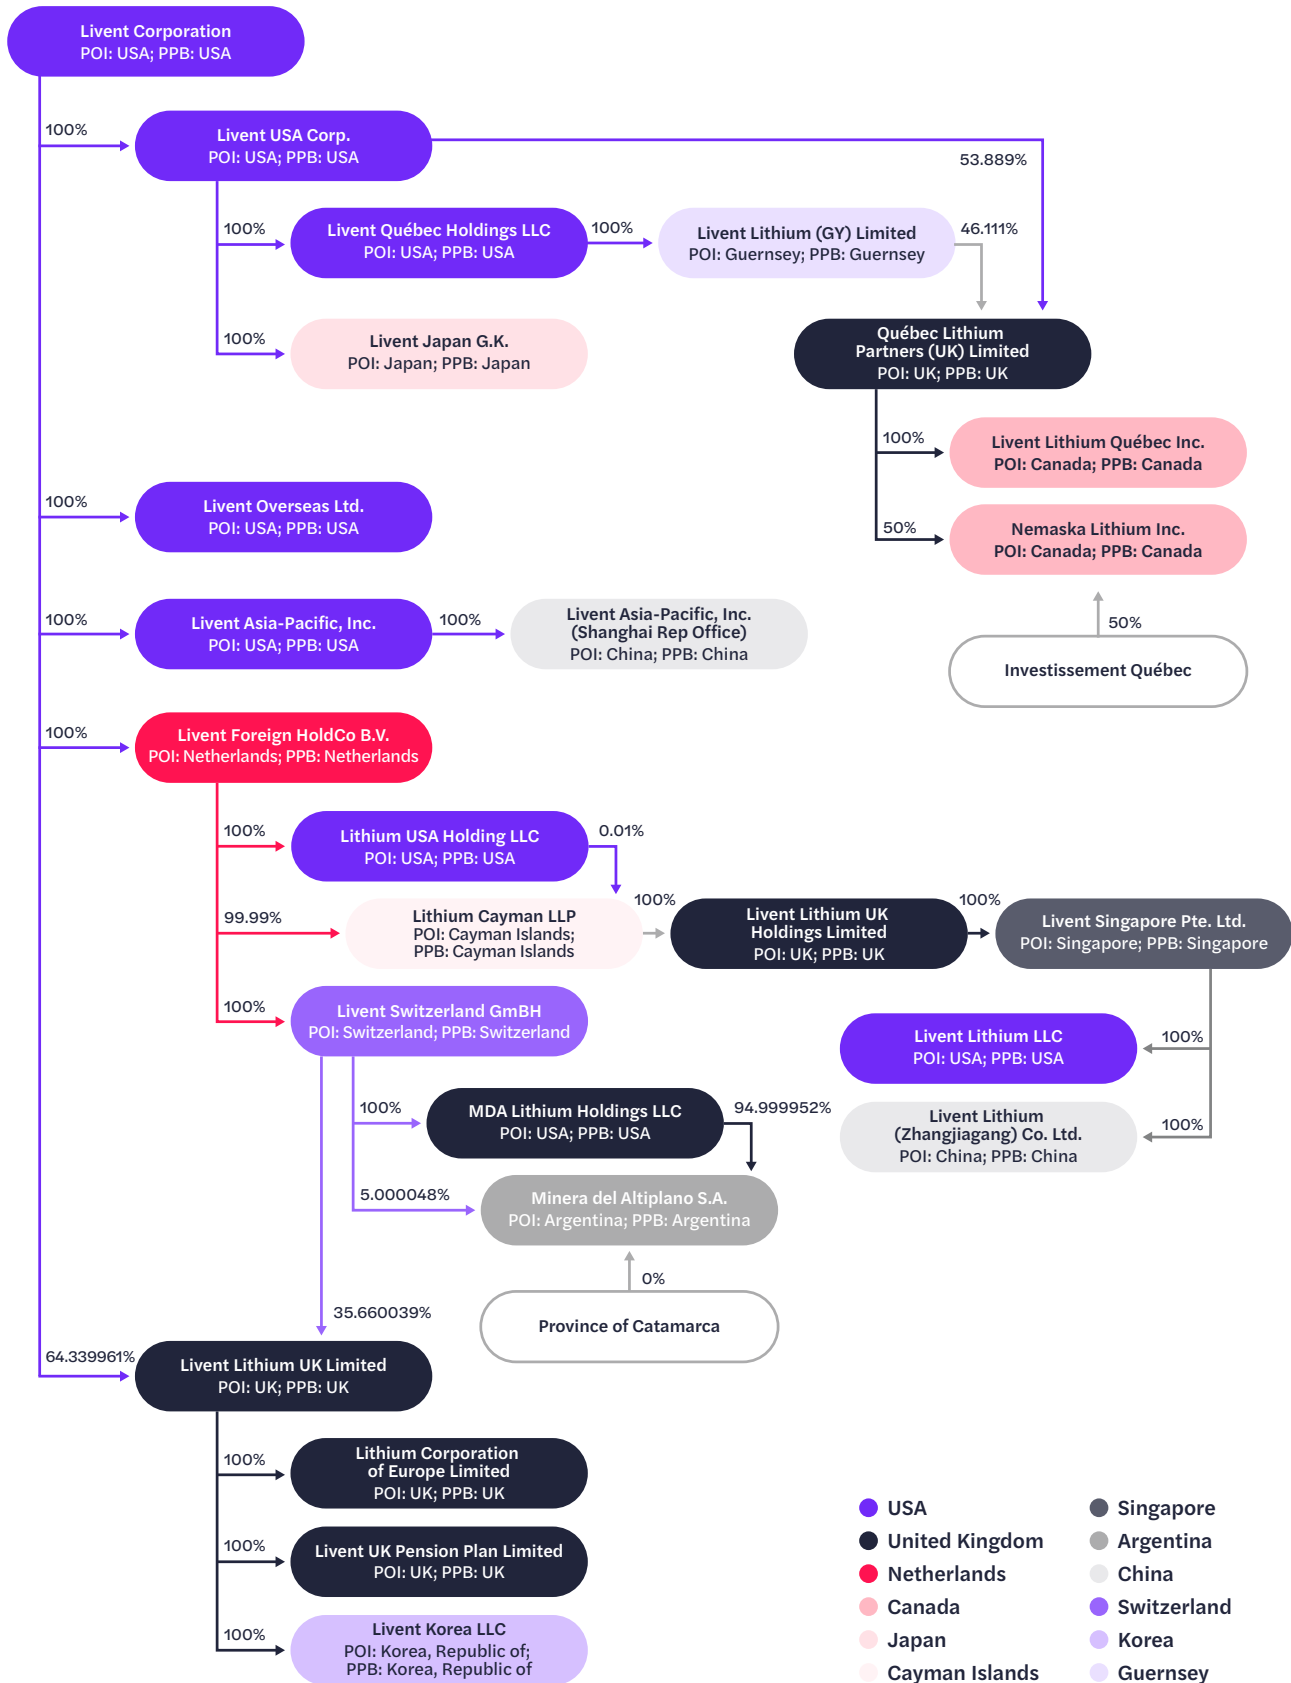 Livent Corporation
POI: USA; PPB: USA
100%
Livent USA Corp.
POI: USA; PPB: USA
53.889%
100%
Livent Québec Holdings LLC
POI: USA; PPB: USA
100%
Livent Lithium (GY) Limited
POI: Guernsey; PPB: Guernsey
46.111%
100%
Livent Japan G.K.
POI: Japan; PPB: Japan
Québec Lithium
Partners (UK) Limited
POI: UK; PPB: UK
100%
Livent Lithium Québec Inc.
POI: Canada; PPB: Canada
50%
Nemaska Lithium Inc.
POI: Canada; PPB: Canada
50%
Investissement Québec
100%
Livent Overseas Ltd.
POI: USA; PPB: USA
100%
Livent Asia-Pacific, Inc.
POI: USA; PPB: USA
100%
Livent Asia-Pacific, Inc.
(Shanghai Rep Office)
POI: China; PPB: China
100%
Livent Foreign HoldCo B.V.
POI: Netherlands; PPB: Netherlands
100%
Lithium USA Holding LLC
POI: USA; PPB: USA
0.01%
99.99%
Lithium Cayman LLP
POI: Cayman Islands;
PPB: Cayman Islands
100%
Livent Lithium UK
Holdings Limited
POI: UK; PPB: UK
100%
Livent Singapore Pte. Ltd.
POI: Singapore; PPB: Singapore
100%
Livent Switzerland GmBH
POI: Switzerland; PPB: Switzerland
Livent Lithium LLC
POI: USA; PPB: USA
100%
100%
MDA Lithium Holdings LLC
POI: USA; PPB: USA
94.999952%
Livent Lithium
(Zhangjiagang) Co. Ltd.
POI: China; PPB: China
100%
5.000048%
Minera del Altiplano S.A.
POI: Argentina; PPB: Argentina
0%
Province of Catamarca
35.660039%
64.339961%
Livent Lithium UK Limited
POI: UK; PPB: UK
100%
Lithium Corporation
of Europe Limited
POI: UK; PPB: UK
100%
Livent UK Pension Plan Limited
POI: UK; PPB: UK
100%
Livent Korea LLC
POI: Korea, Republic of;
PPB: Korea, Republic of
USA
United Kingdom
Netherlands
Canada
Japan
Cayman Islands
Singapore
Argentina
China
Switzerland
Korea
Guernsey